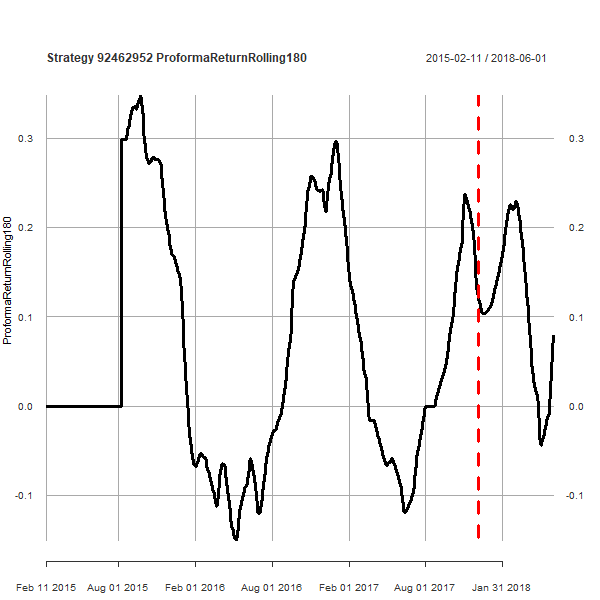 Strategy 92462952 ProformaReturnRolling180
2015-02-11 / 2018-06-01
ProformaReturnRolling180
0.3 0.3
0.2 0.2
0.1 0.1
0.0 0.0
-0.1 -0.1
Feb 11 2015 Aug 01 2015 Feb 01 2016 Aug 01 2016 Feb 01 2017 Aug 01 2017 Jan 31 2018